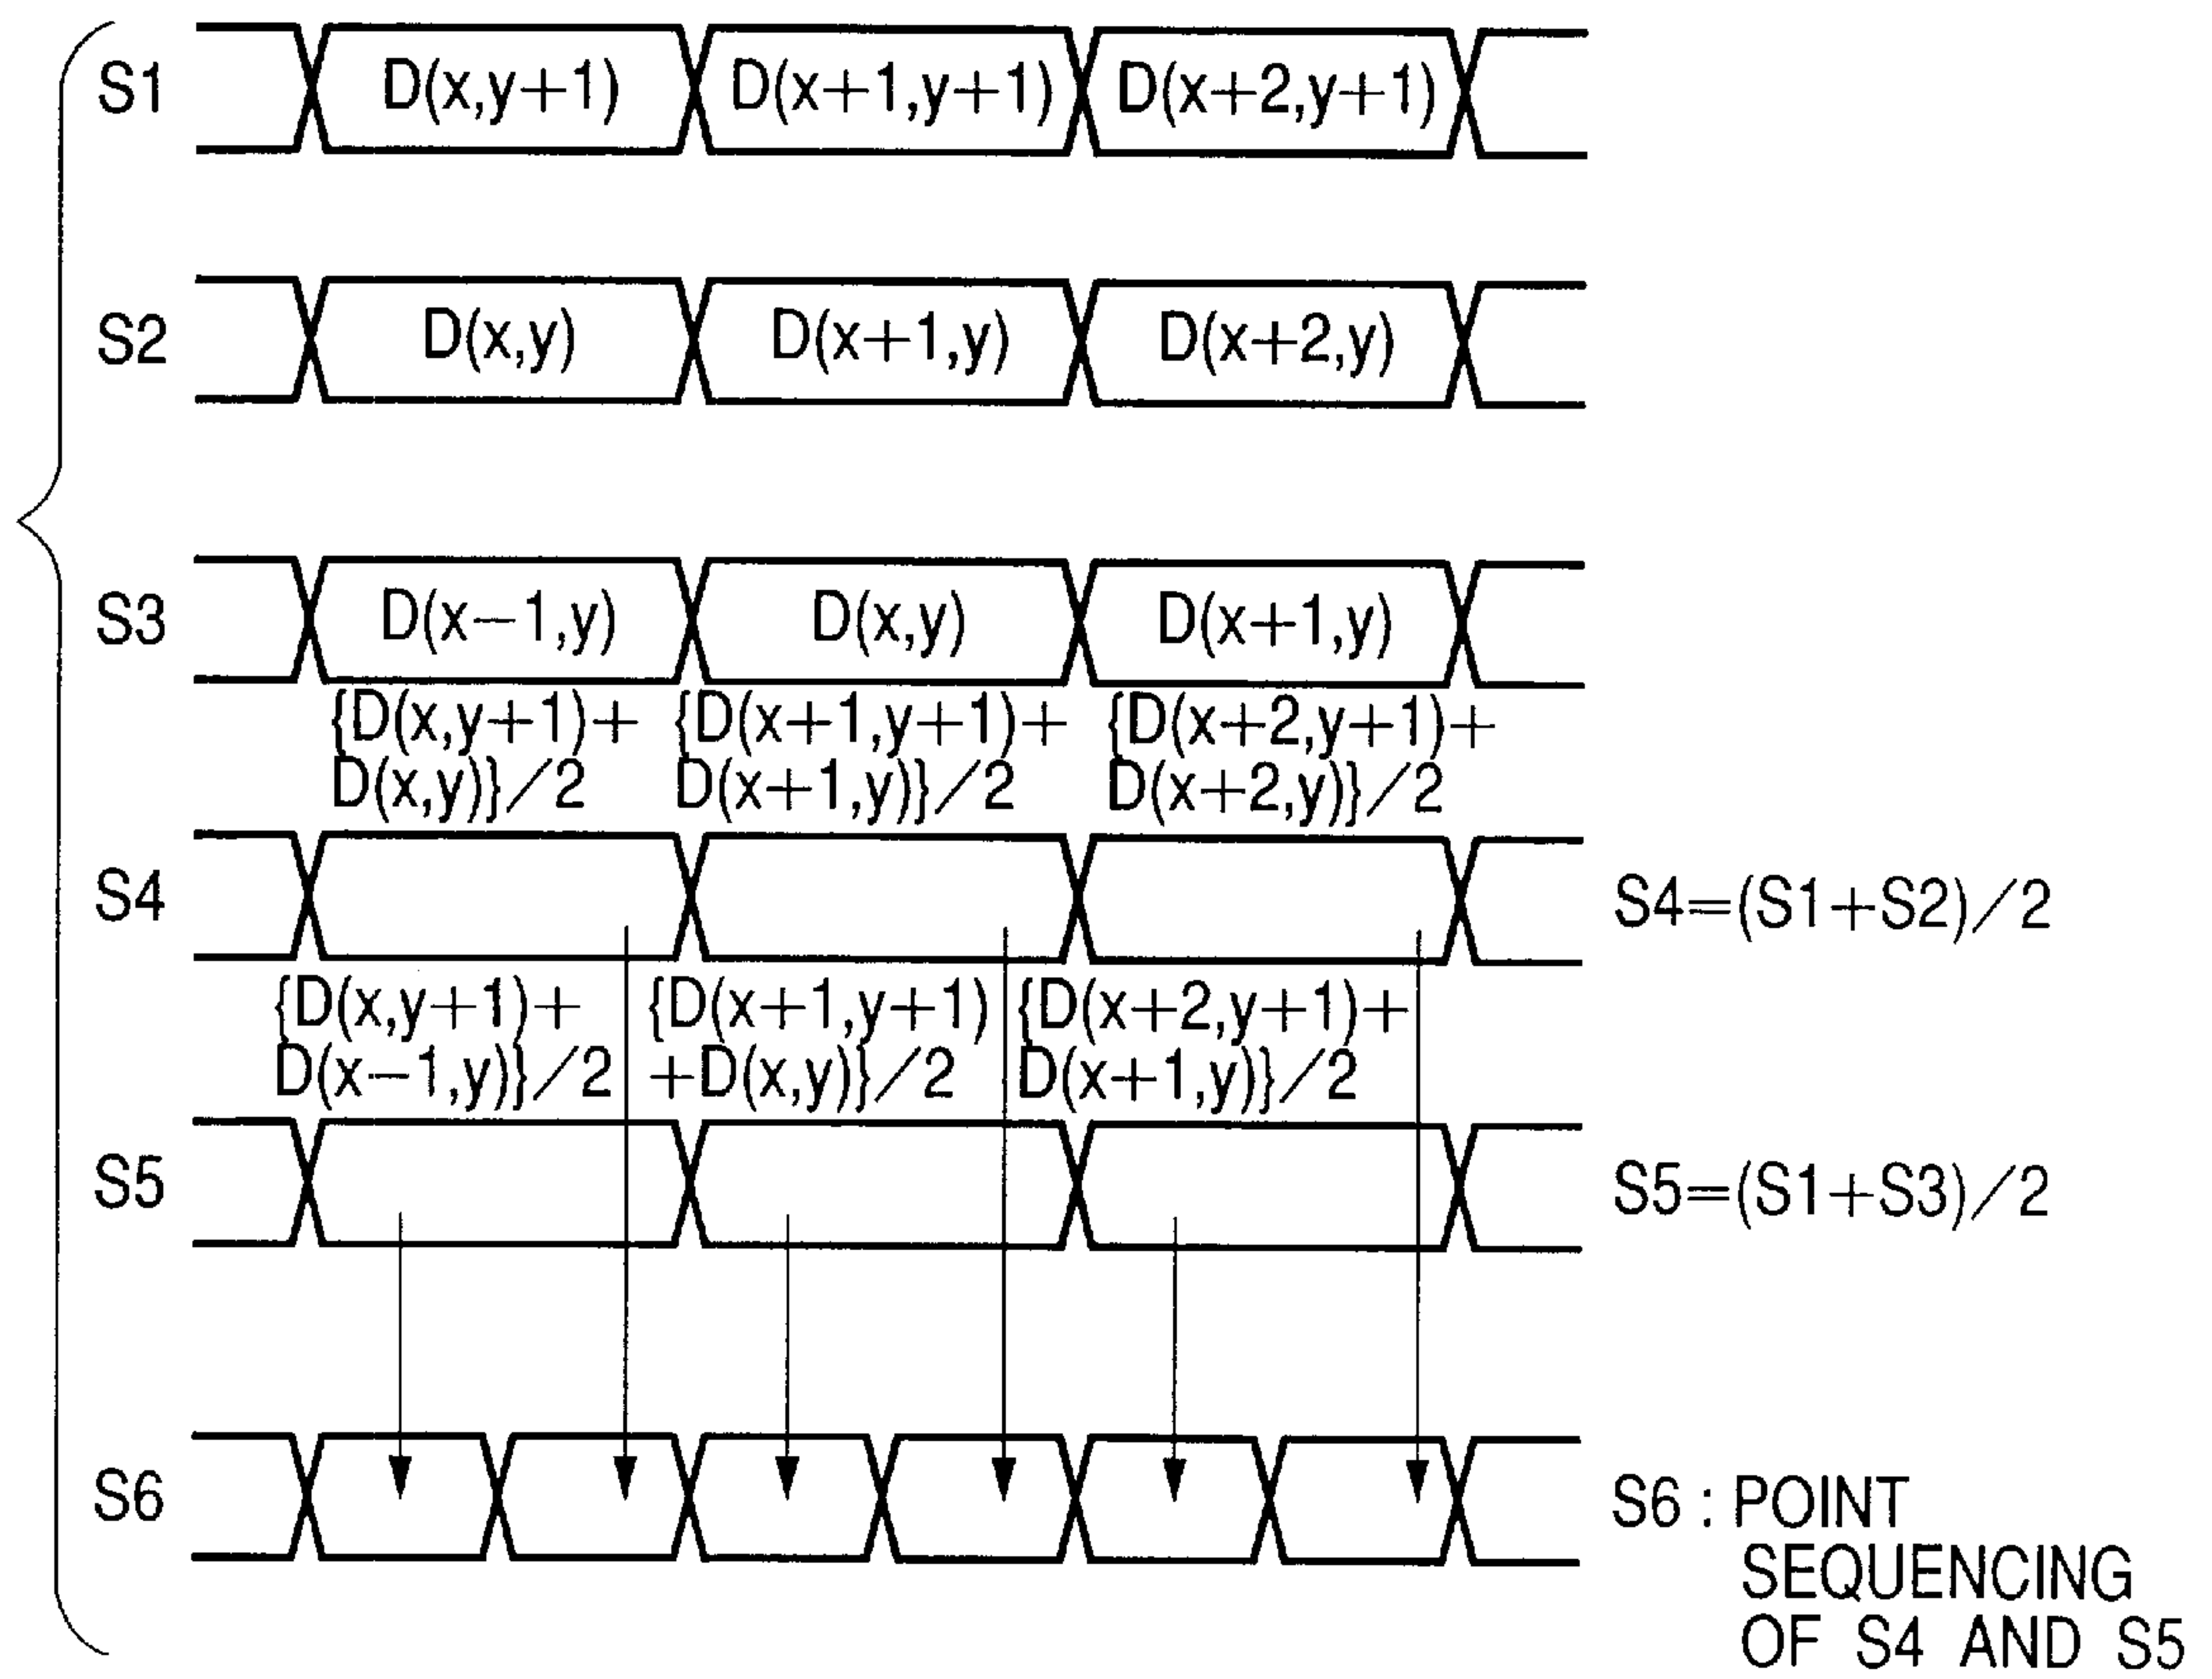 S1 D(x,y+1) D(x+1,y+1) D(x+2,y+1)
S2 D(x,y) D(x+1,y) D(x+2,y)
S3 D(x−1,y) D(x,y) D(x+1,y)
{D(x,y+1)+ {D(x+1,y+1)+ {D(x+2,y+1)+
D(x,y)}/2 D(x+1,y)}/2 D(x+2,y)}/2
S4 S4=(S1+S2)/2
{D(x,y+1)+ {D(x+1,y+1) {D(x+2,y+1)+
D(x−1,y)}/2 +D(x,y)}/2 D(x+1,y)}/2
S5 S5=(S1+S3)/2
S6 S6 : POINT
SEQUENCING
OF S4 AND S5